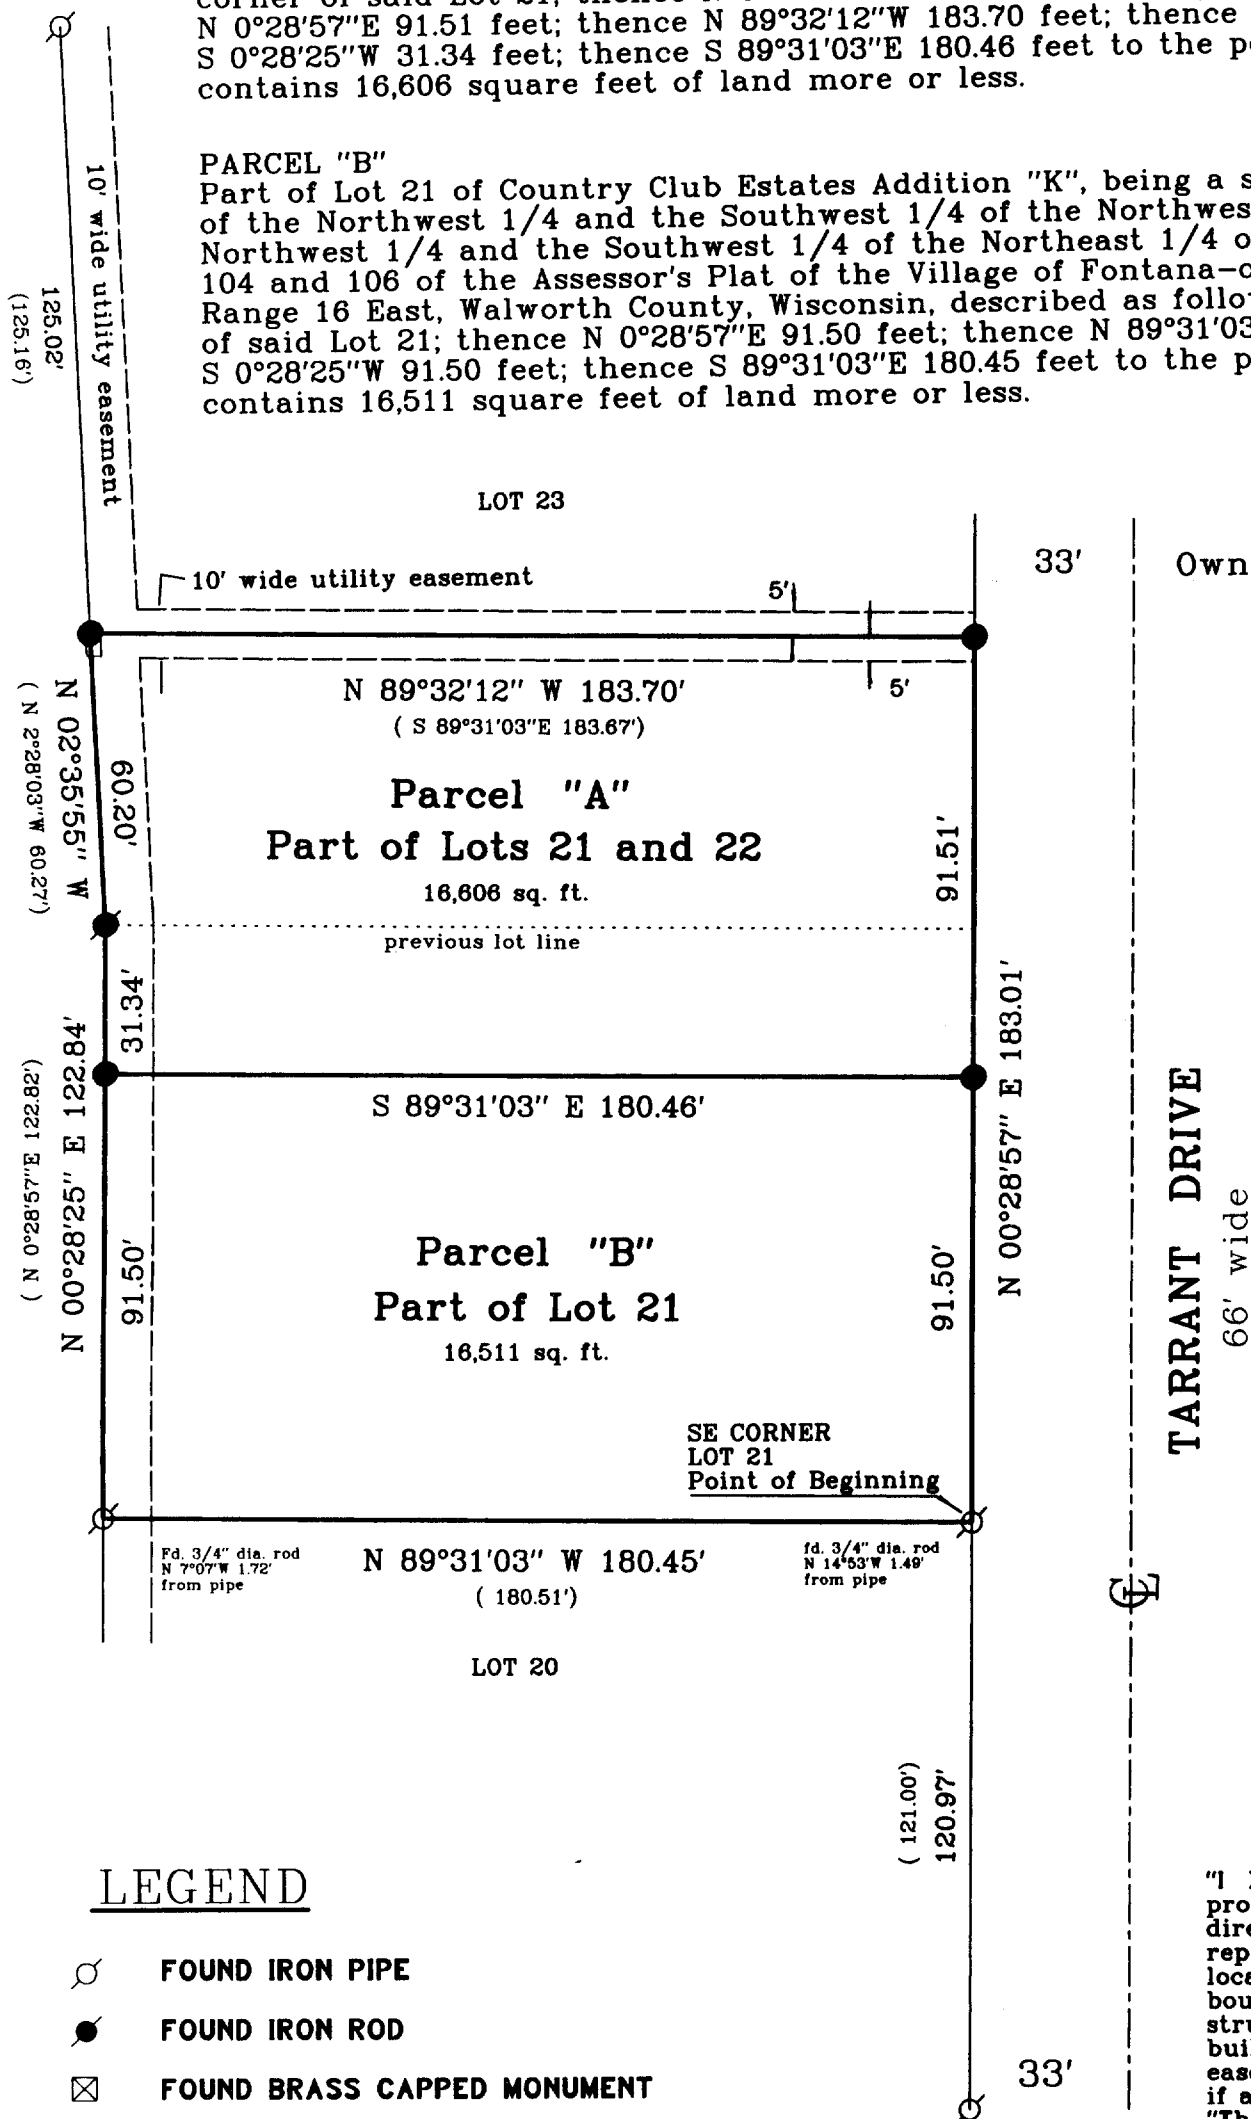 N 0°28'57"E 91.51 feet; thence N 89°32'12"W 183.70 feet; thence
S 0°28'25"W 31.34 feet; thence S 89°31'03"E 180.46 feet to the
contains 16,606 square feet of land more or less.
PARCEL "B"
Part of Lot 21 of Country Club Estates Addition "K", being a
of the Northwest 1/4 and the Southwest 1/4 of the
Northwest 1/4 and the Southwest 1/4 of the Northeast 1/4
104 and 106 of the Assessor's Plat of the Village of
Range 16 East, Walworth County, Wisconsin, described as
of said Lot 21; thence N 0°28'57"E 91.50 feet; thence N 89°31'03
S 0°28'25"W 91.50 feet; thence S 89°31'03"E 180.45 feet to the
contains 16,511 square feet of land more or less.
10' wide utility easement
125.02'
(125.16')
LOT 23
33'
Own
10' wide utility easement
5'
N 89°32'12" W 183.70'
5'
( S 89°31'03"E 183.67')
N 02°35'55" W
60.20'
( N 2°28'03"W 60.27')
Parcel "A"
Part of Lots 21 and 22
16,606 sq. ft.
91.51'
previous lot line
31.34'
N 00°28'25" E 122.84'
( N 0°28'57"E 122.82')
N 00°28'57" E 183.01'
S 89°31'03" E 180.46'
TARRANT DRIVE
66' wide
91.50'
Parcel "B"
Part of Lot 21
16,511 sq. ft.
91.50'
SE CORNER
LOT 21
Point of Beginning
Fd. 3/4" dia. rod
N 7°07'W 1.72'
from pipe
N 89°31'03" W 180.45'
( 180.51')
fd. 3/4" dia. rod
N 14°53'W 1.49'
from pipe
LOT 20
( 121.00')
120.97'
LEGEND
FOUND IRON PIPE
FOUND IRON ROD
FOUND BRASS CAPPED MONUMENT
33'
"I
if